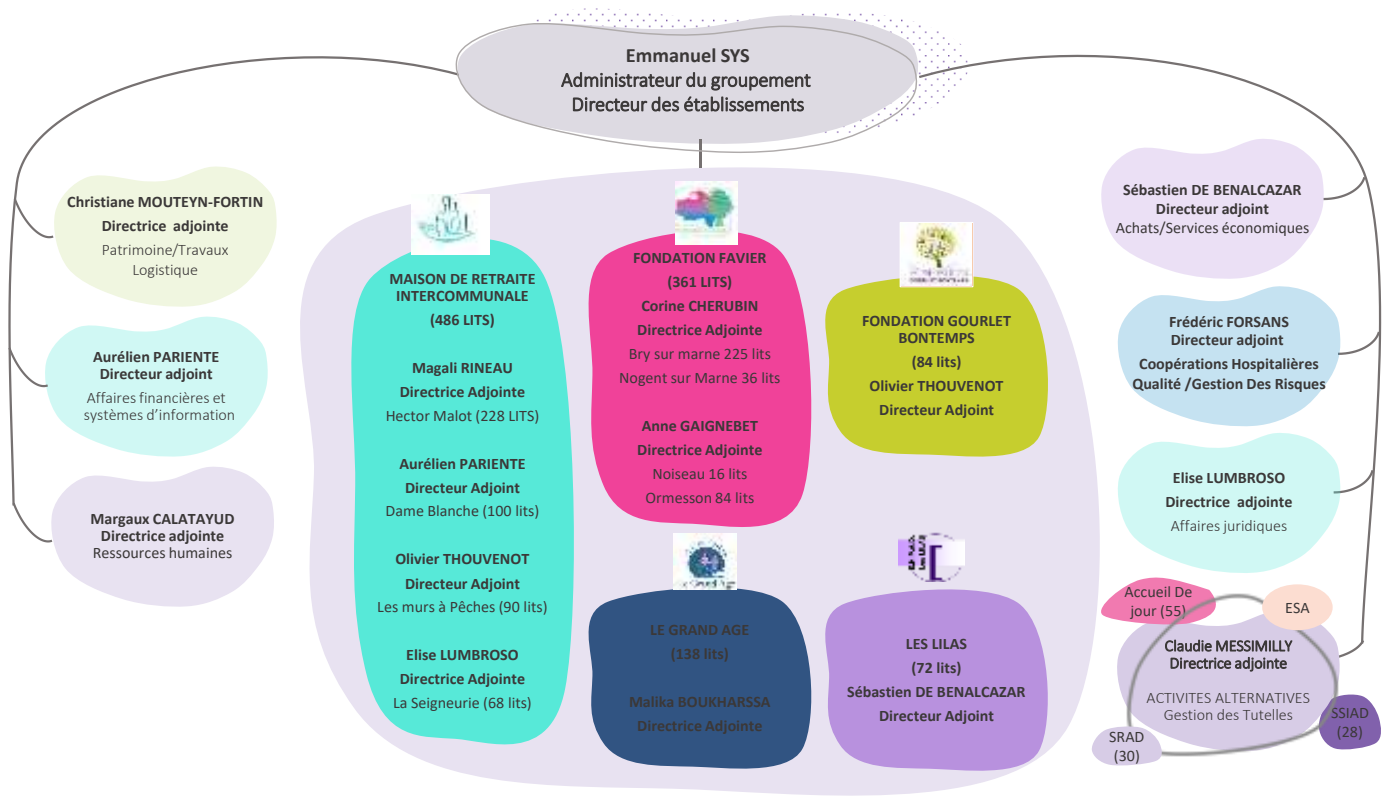 Emmanuel SYS
Administrateur du groupement
Directeur des établissements
Christiane MOUTEYN-FORTIN
Directrice adjointe
Patrimoine/Travaux
Logistique
Aurélien PARIENTE
Directeur adjoint
Affaires financières et
systèmes d'information
Margaux CALATAYUD
Directrice adjointe
Ressources humaines
MAISON DE RETRAITE
INTERCOMMUNALE
(486 LITS)
Magali RINEAU
Directrice Adjointe
Hector Malot (228 LITS)
Aurélien PARIENTE
Directeur Adjoint
Dame Blanche (100 lits)
Olivier THOUVENOT
Directeur Adjoint
Les murs à Pêches (90 lits)
Elise LUMBROSO
Directrice Adjointe
La Seigneurie (68 lits)
FONDATION FAVIER
(361 LITS)
Corine CHERUBIN
Directrice Adjointe
Bry sur marne 225 lits
Nogent sur Marne 36 lits
Anne GAIGNEBET
Directrice Adjointe
Noiseau 16 lits
Ormesson 84 lits
FONDATION GOURLET
BONTEMPS
(84 lits)
Olivier THOUVENOT
Directeur Adjoint
Le Grand Age
LE GRAND AGE
(138 lits)
Malika BOUKHARSSA
Directrice Adjointe
LES LILAS
(72 lits)
Sébastien DE BENALCAZAR
Directeur Adjoint
Sébastien DE BENALCAZAR
Directeur adjoint
Achats/Services économiques
Frédéric FORSANS
Directeur adjoint
Coopérations Hospitalières
Qualité /Gestion Des Risques
Elise LUMBROSO
Directrice adjointe
Affaires juridiques
Accueil De
jour (55)
ESA
Claudie MESSIMILLY
Directrice adjointe
ACTIVITES ALTERNATIVES
Gestion des Tutelles
SSIAD
(28)
SRAD
(30)